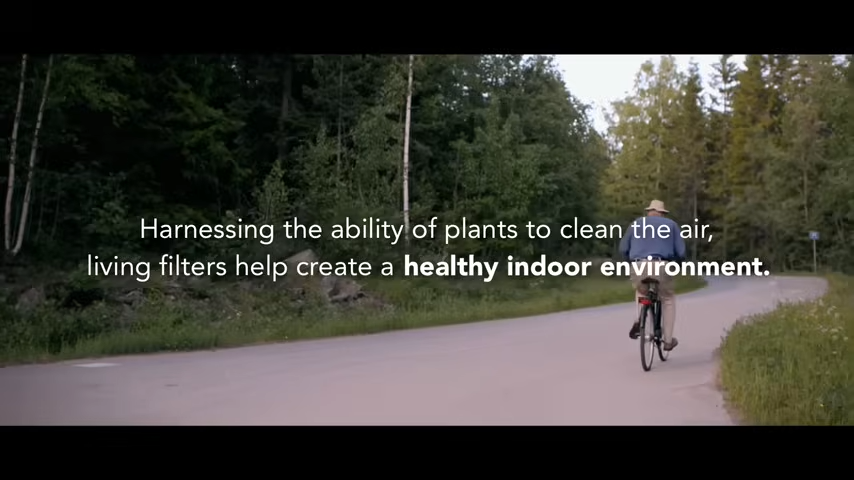 Harnessing the ability of plants to clean the air,
living filters help create a healthy indoor environment.